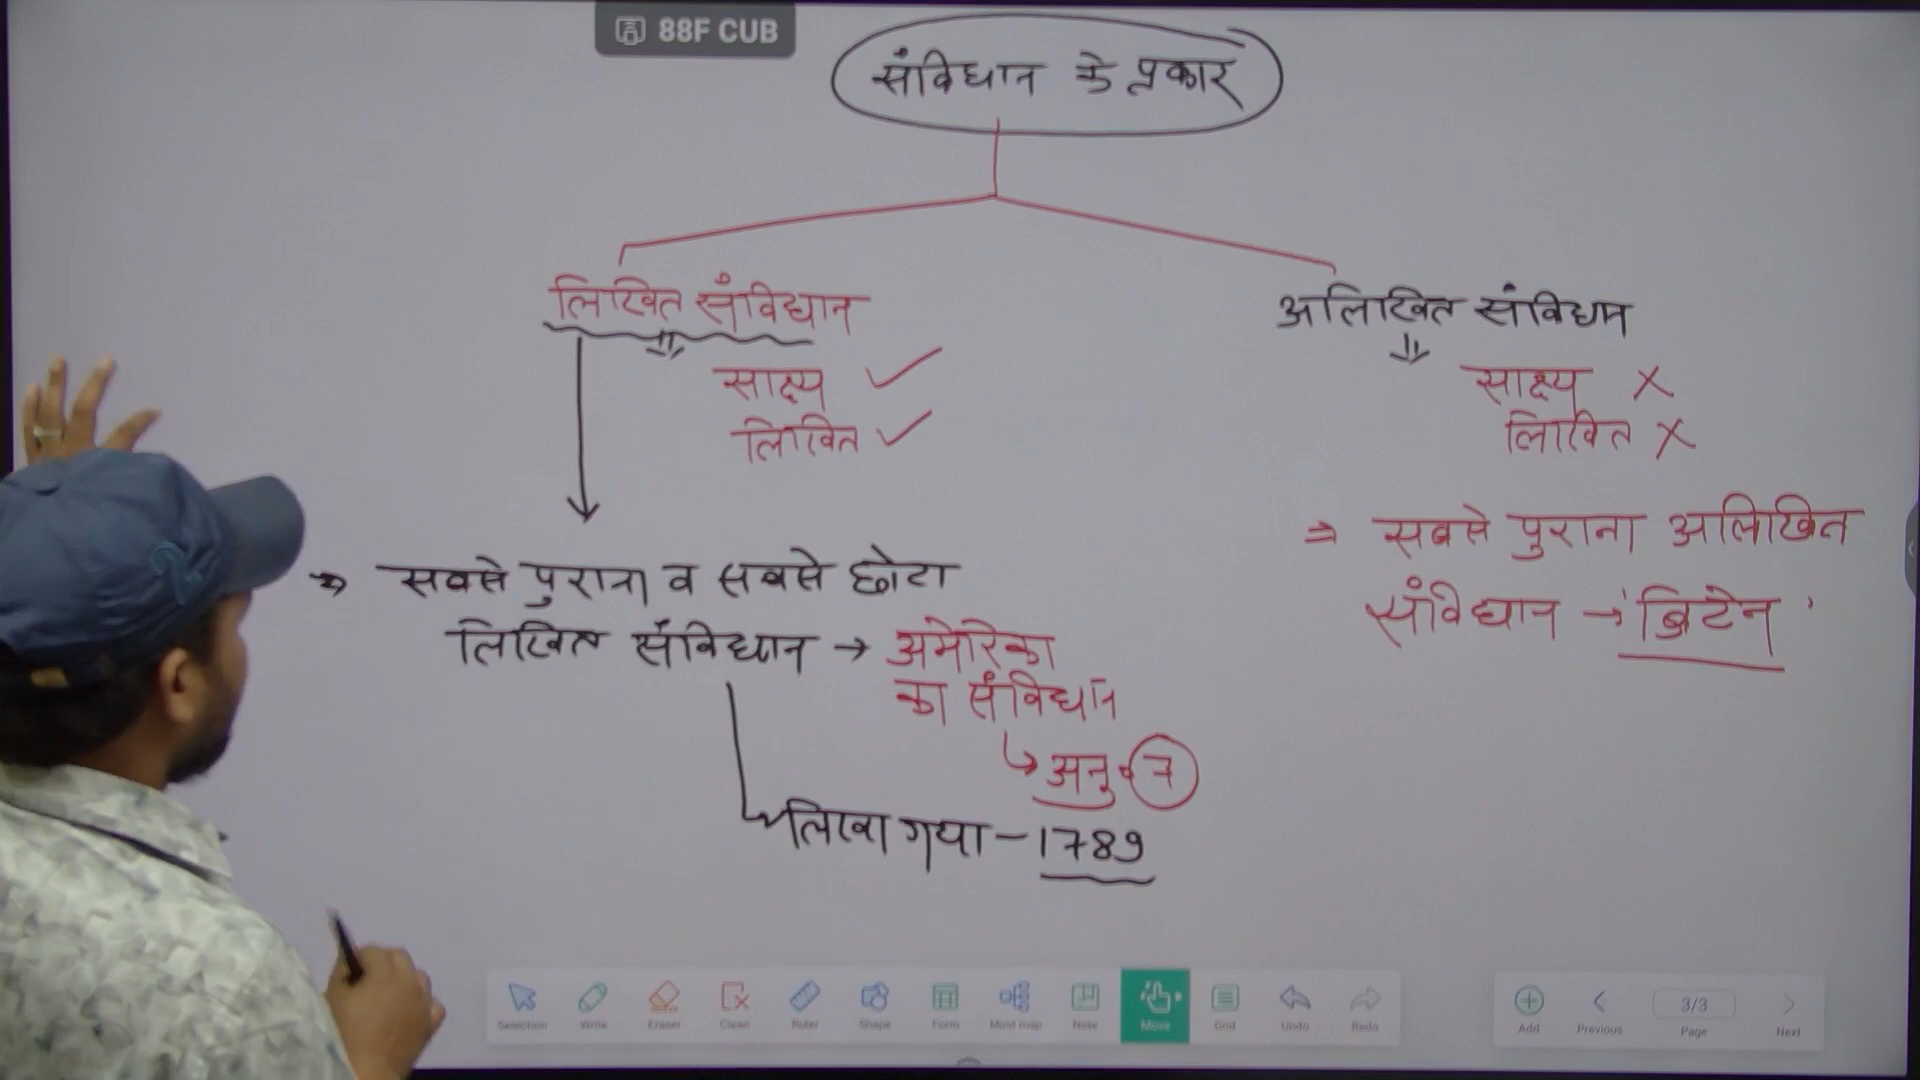 88F CUB
संविधान के प्रकार
लिखित संविधान
साक्ष्य ✓
लिखित ✓
⇒ सबसे पुराना व सबसे छोटा
लिखित संविधान → अमेरिका
का संविधान
↳ अनु॰ 7
लिखा गया – 1789
अलिखित संविधान
साक्ष्य X
लिखित X
⇒ सबसे पुराना अलिखित
संविधान → 'ब्रिटेन'
Selection Write Eraser Clean Ruler Shape Form Mind map Note Move Grid Undo Redo
Add Previous 3/3 Page Next